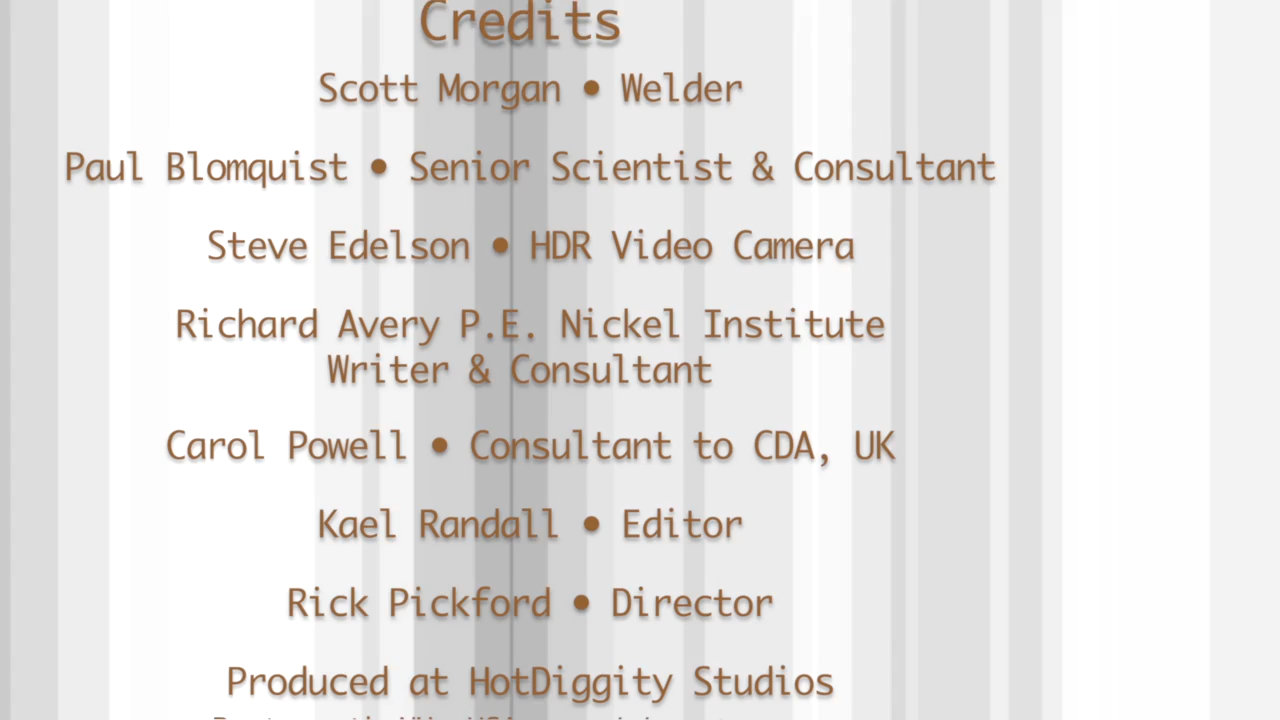 Credits
Scott Morgan • Welder
Paul Blomquist • Senior Scientist & Consultant
Steve Edelson • HDR Video Camera
Richard Avery P.E. Nickel Institute
Writer & Consultant
Carol Powell • Consultant to CDA, UK
Kael Randall • Editor
Rick Pickford • Director
Produced at HotDiggity Studios